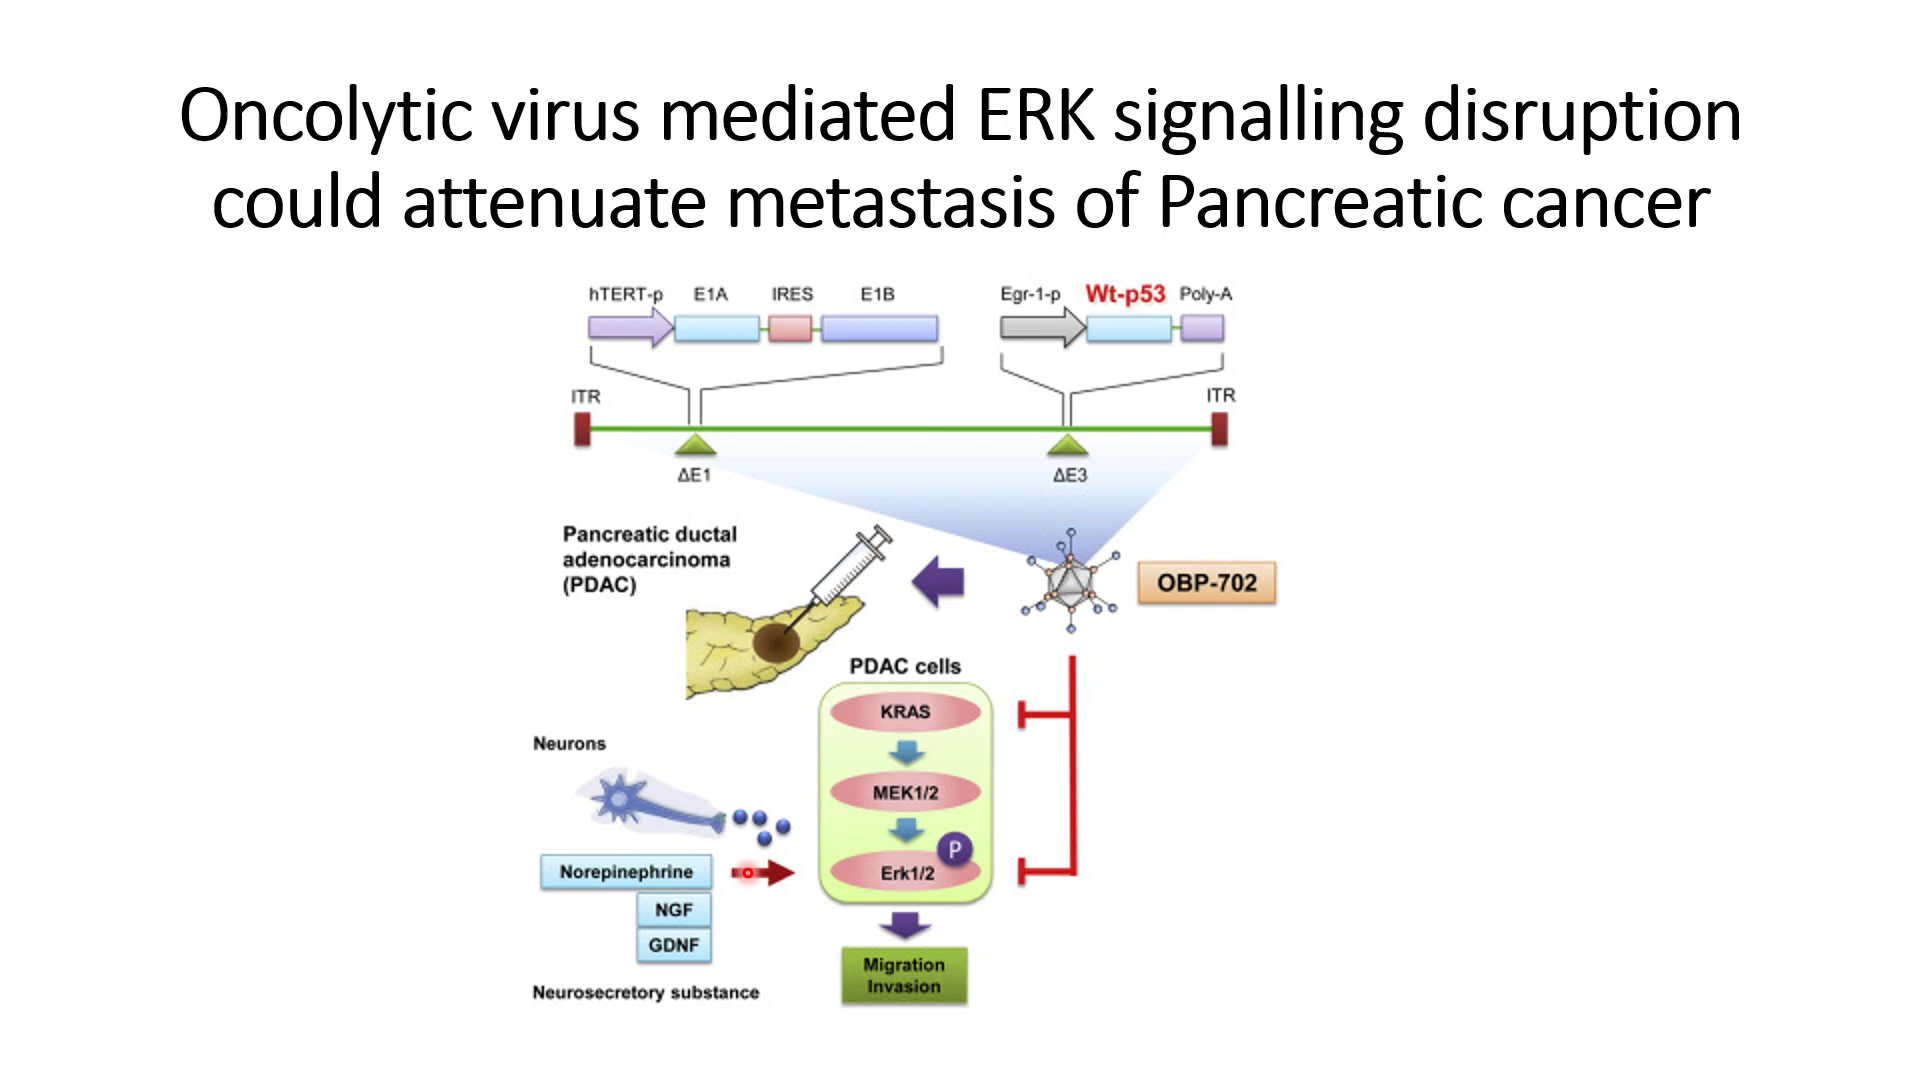 Oncolytic virus mediated ERK signalling disruption
could attenuate metastasis of Pancreatic cancer
hTERT-p E1A IRES E1B
Egr-1-p Wt-p53 Poly-A
ITR
ITR
ΔE1
ΔE3
Pancreatic ductal
adenocarcinoma
(PDAC)
OBP-702
PDAC cells
KRAS
MEK1/2
P
Erk1/2
Neurons
Norepinephrine
NGF
GDNF
Neurosecretory substance
Migration
Invasion